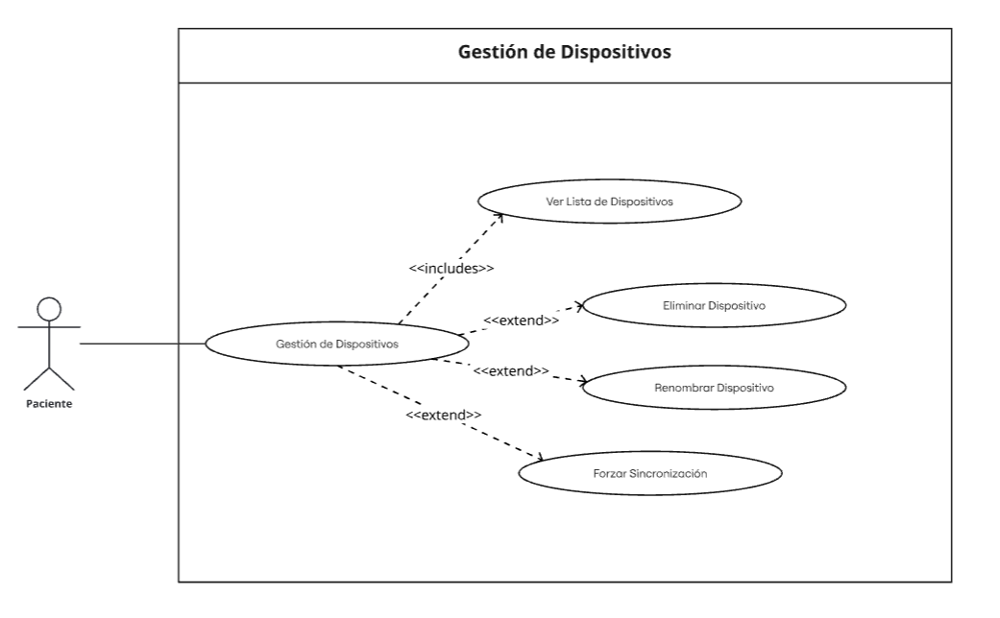 Gestión de Dispositivos
Ver Lista de Dispositivos
<<includes>>
Eliminar Dispositivo
<<extend>>
Gestión de Dispositivos
<<extend>>
Renombrar Dispositivo
Paciente
<<extend>>
Forzar Sincronización